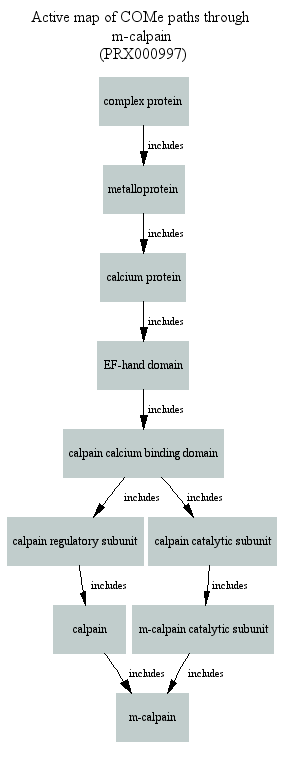 Active map of COMe paths through
m-calpain
(PRX000997)
complex protein
includes
metalloprotein
includes
calcium protein
includes
EF-hand domain
includes
calpain calcium binding domain
includes
includes
calpain regulatory subunit
calpain catalytic subunit
includes
includes
calpain
m-calpain catalytic subunit
includes
includes
m-calpain